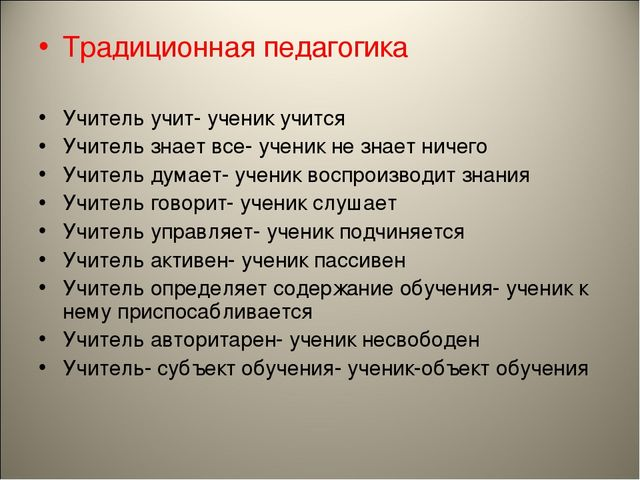 • Традиционная педагогика
• Учитель учит- ученик учится
• Учитель знает все- ученик не знает ничего
• Учитель думает- ученик воспроизводит знания
• Учитель говорит- ученик слушает
• Учитель управляет- ученик подчиняется
• Учитель активен- ученик пассивен
• Учитель определяет содержание обучения- ученик к
нему приспосабливается
• Учитель авторитарен- ученик несвободен
• Учитель- субъект обучения- ученик-объект обучения